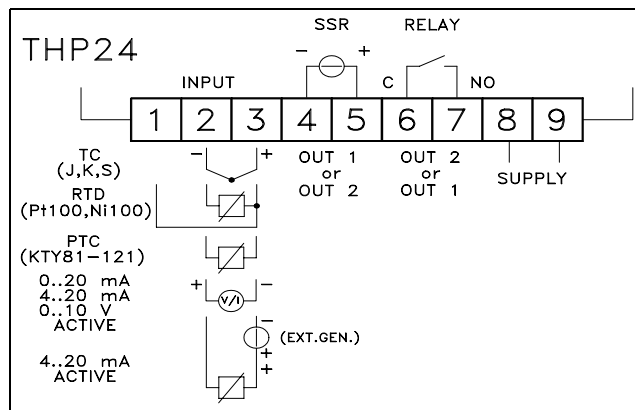 SSR RELAY
THP24
- + 
INPUT C NO
1 2 3 4 5 6 7 8 9
TC - + OUT 1 OUT 2
(J,K,S) or or
OUT 2 OUT 1 SUPPLY
RTD
(Pt100,Ni100)
PTC
(KTY81-121)
0..20 mA + -
4..20 mA V/I
0..10 V
ACTIVE -
(EXT.GEN.)
+
4..20 mA +
ACTIVE